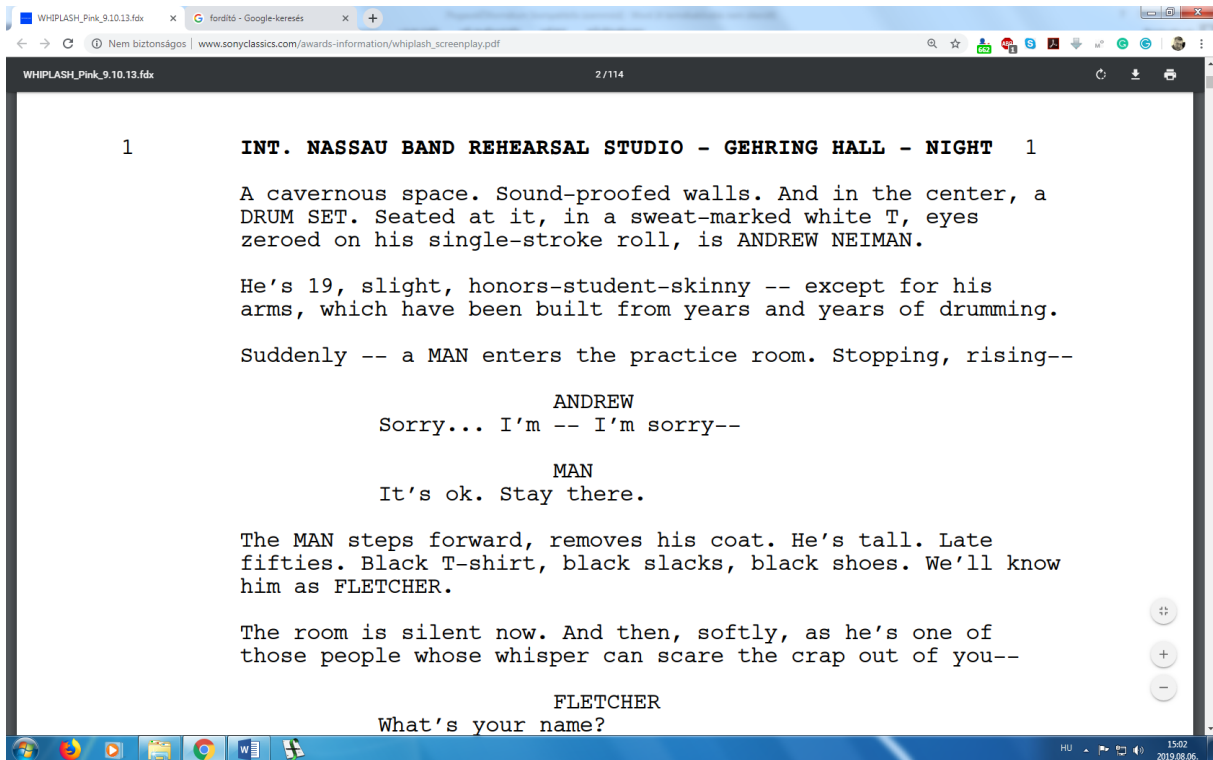 WHIPLASH_Pink_9.10.13.fdx
fordító - Google-keresés
Nem biztonságos | www.sonyclassics.com/awards-information/whiplash_screenplay.pdf
662
ABP
1
WHIPLASH_Pink_9.10.13.fdx
2 / 114
1 INT. NASSAU BAND REHEARSAL STUDIO - GEHRING HALL - NIGHT 1
A cavernous space. Sound-proofed walls. And in the center, a
DRUM SET. Seated at it, in a sweat-marked white T, eyes
zeroed on his single-stroke roll, is ANDREW NEIMAN.
He's 19, slight, honors-student-skinny -- except for his
arms, which have been built from years and years of drumming.
Suddenly -- a MAN enters the practice room. Stopping, rising--
ANDREW
Sorry... I'm -- I'm sorry--
MAN
It's ok. Stay there.
The MAN steps forward, removes his coat. He's tall. Late
fifties. Black T-shirt, black slacks, black shoes. We'll know
him as FLETCHER.
The room is silent now. And then, softly, as he's one of
those people whose whisper can scare the crap out of you--
FLETCHER
What's your name?
HU
15:02
2019.08.06.